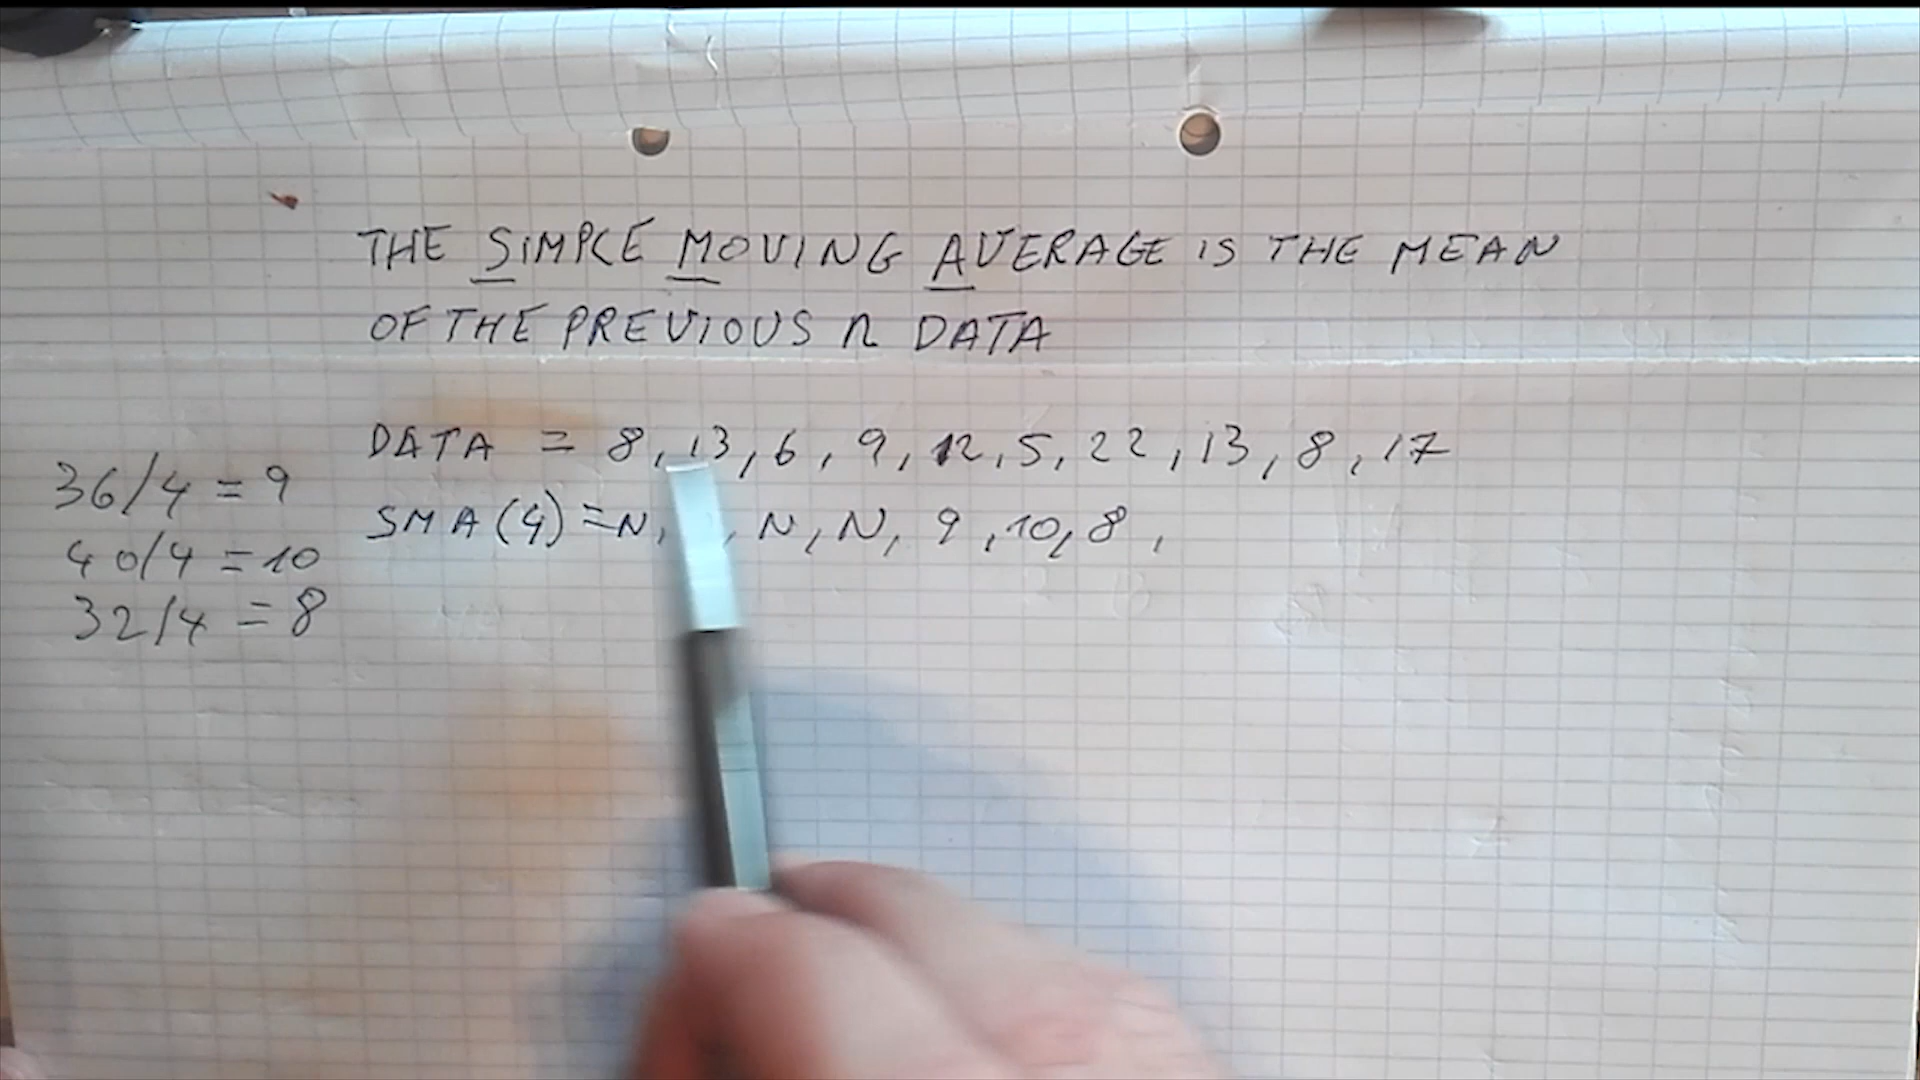 THE SIMPLE MOVING AVERAGE IS THE MEAN
OF THE PREVIOUS n DATA
DATA = 8, 13, 6, 9, 12, 5, 22, 13, 8, 17
SMA(4) = N, , N, N, 9, 10, 8,
36/4 = 9
40/4 = 10
32/4 = 8